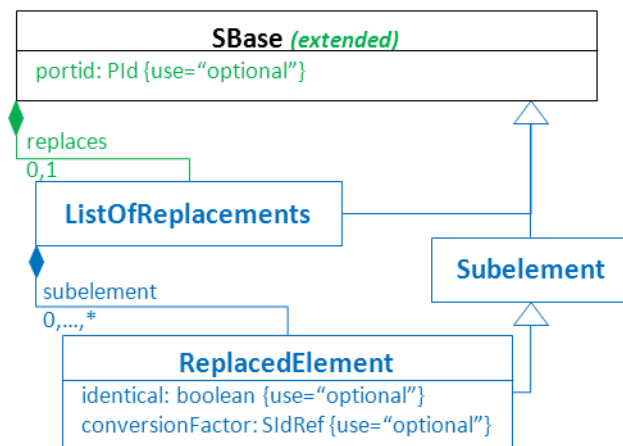 SBase (extended)
portid: PId {use=“optional”}
replaces
0,1
ListOfReplacements
Subelement
subelement
0,...,*
ReplacedElement
identical: boolean {use=“optional”}
conversionFactor: SIdRef {use=“optional”}